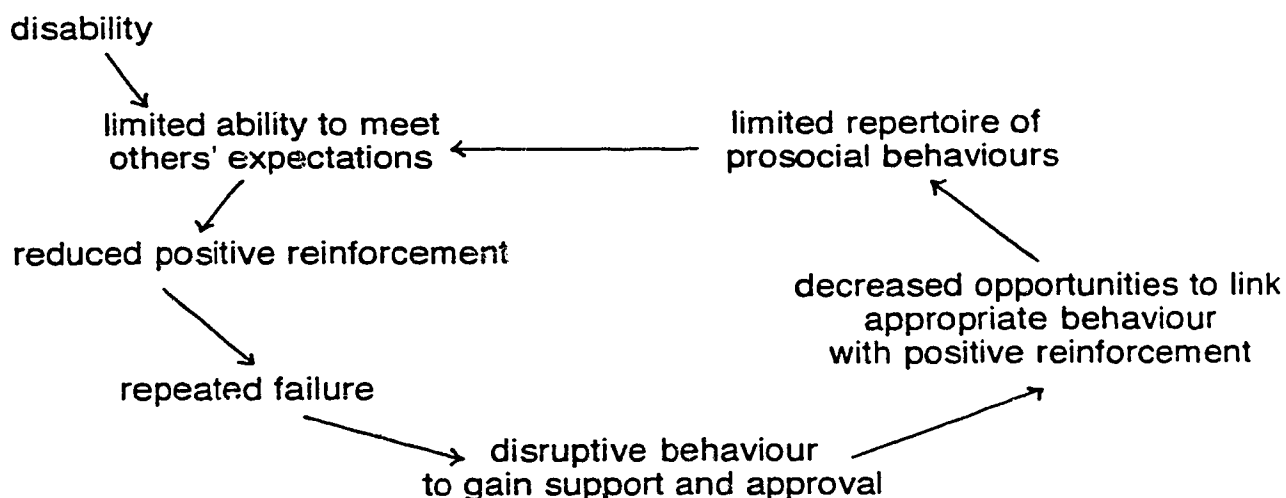 disability
limited ability to meet
others' expectations
limited repertoire of
prosocial behaviours
reduced positive reinforcement
decreased opportunities to link
appropriate behaviour
with positive reinforcement
repeated failure
disruptive behaviour
to gain support and approval